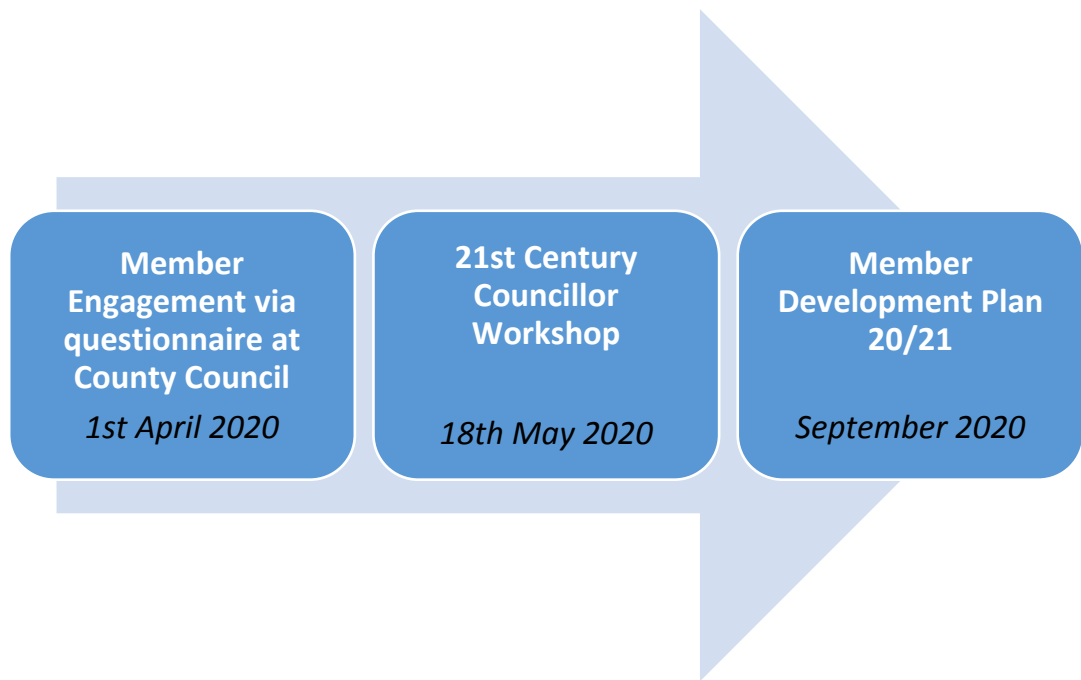 Member
Engagement via
questionnaire at
County Council
1st April 2020
21st Century
Councillor
Workshop
18th May 2020
Member
Development Plan
20/21
September 2020